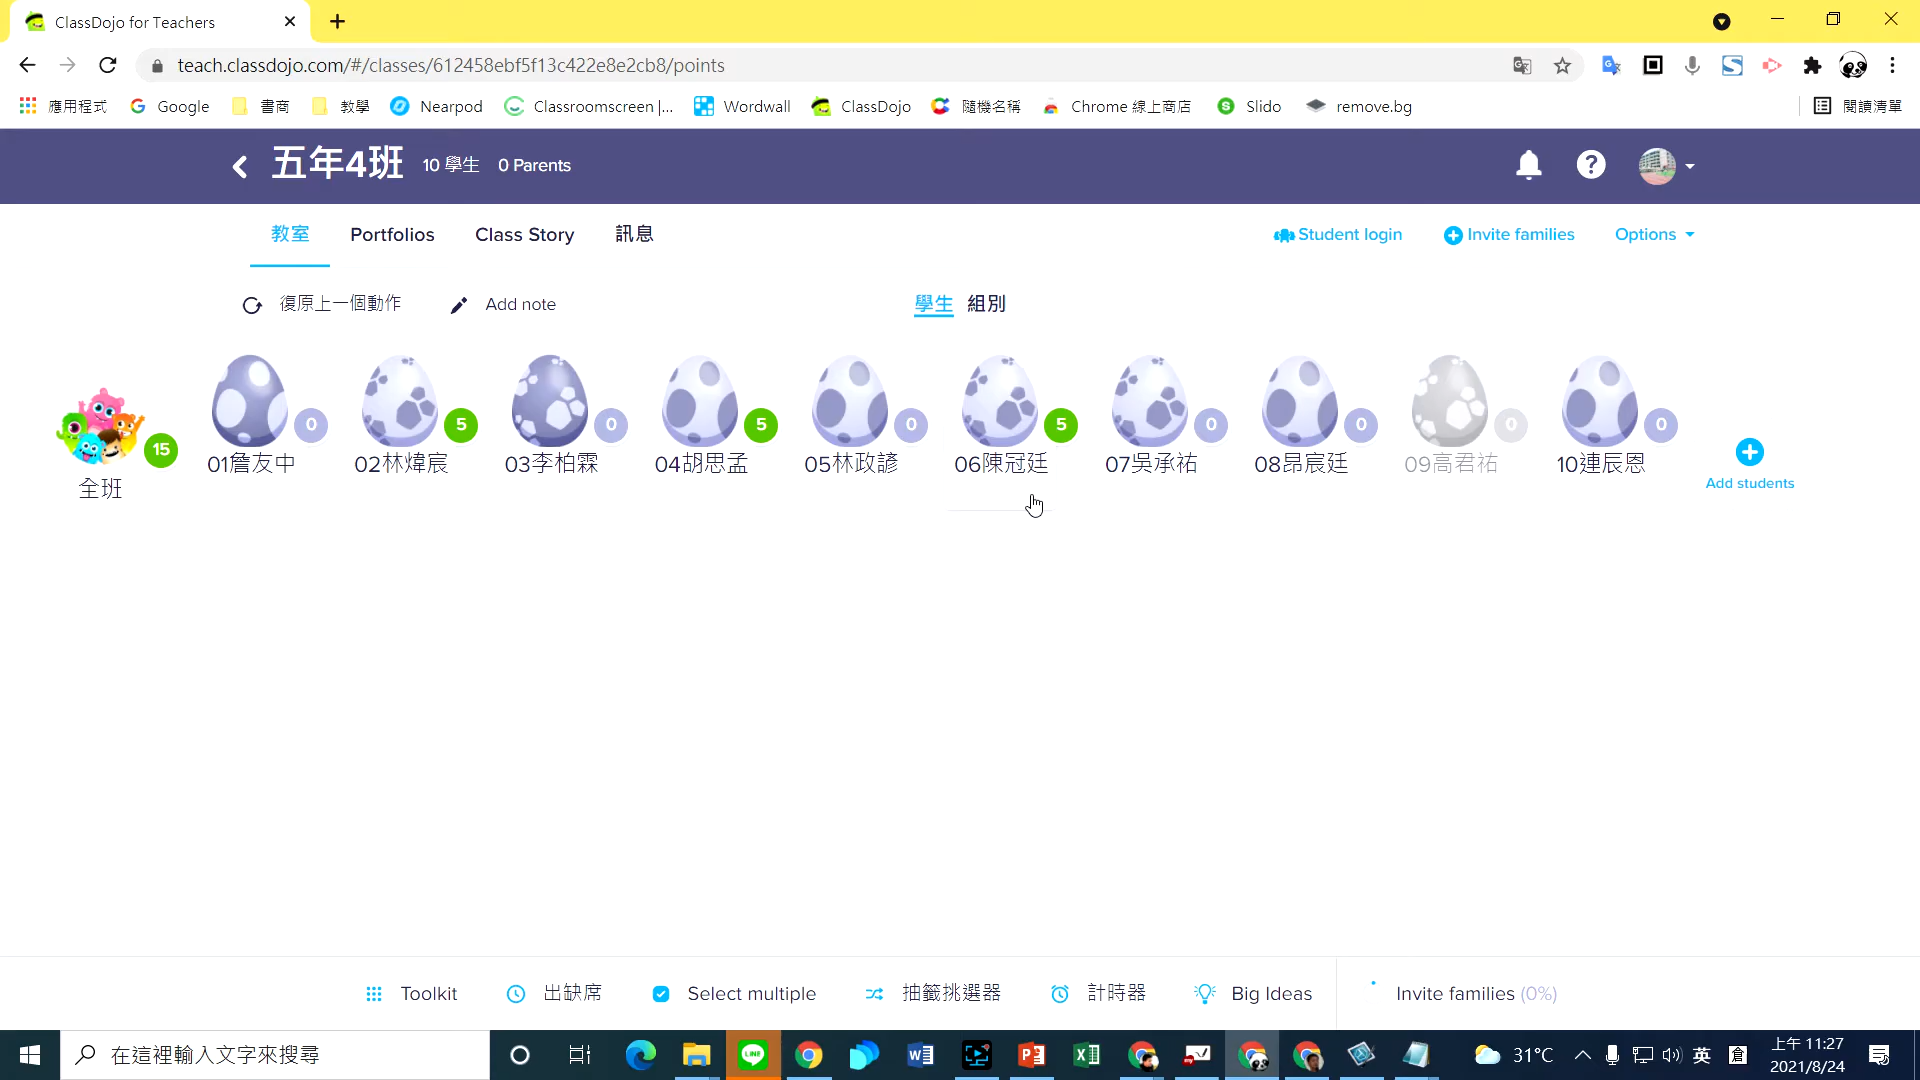 ClassDojo for Teachers
teach.classdojo.com/#/classes/612458ebf5f13c422e8e2cb8/points
應用程式 Google 書商 教學 Nearpod Classroomscreen |... Wordwall ClassDojo 隨機名稱 Chrome 線上商店 Slido remove.bg 閱讀清單
五年4班 10 學生 0 Parents
教室 Portfolios Class Story 訊息 Student login Invite families Options
復原上一個動作 Add note 學生 組別
15 0 5 0 5 0 5 0 0 0 0
全班 01詹友中 02林煒宸 03李柏霖 04胡思孟 05林政諺 06陳冠廷 07吳承祐 08昂宸廷 09高君祐 10連辰恩 Add students
Toolkit 出缺席 Select multiple 抽籤挑選器 計時器 Big Ideas Invite families (0%)
在這裡輸入文字來搜尋 LINE 31°C 英 倉 上午 11:27
2021/8/24